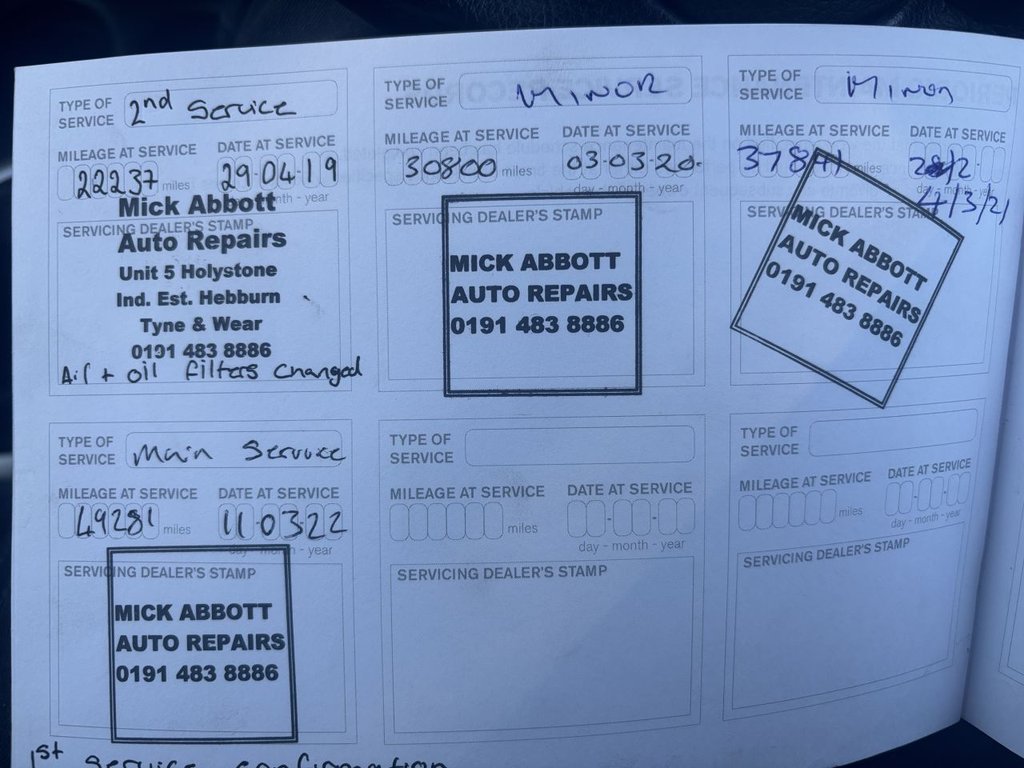 TYPE OF SERVICE 2nd Service
MILEAGE AT SERVICE DATE AT SERVICE
22237 miles 29-04-19
day - month - year
SERVICING DEALER'S STAMP
Mick Abbott
Auto Repairs
Unit 5 Holystone
Ind. Est. Hebburn
Tyne & Wear
0191 483 8886
Air + oil filters changed
TYPE OF SERVICE MINOR
MILEAGE AT SERVICE DATE AT SERVICE
30800 miles 03-03-20
day - month - year
SERVICING DEALER'S STAMP
MICK ABBOTT
AUTO REPAIRS
0191 483 8886
TYPE OF SERVICE MINOR
MILEAGE AT SERVICE DATE AT SERVICE
miles
day - month - year
4/3/21
SERVICING DEALER'S STAMP
MICK ABBOTT
AUTO REPAIRS
0191 483 8886
TYPE OF SERVICE Main Service
MILEAGE AT SERVICE DATE AT SERVICE
49281 miles 11-03-22
day - month - year
SERVICING DEALER'S STAMP
MICK ABBOTT
AUTO REPAIRS
0191 483 8886
TYPE OF SERVICE
MILEAGE AT SERVICE DATE AT SERVICE
miles
day - month - year
SERVICING DEALER'S STAMP
TYPE OF SERVICE
MILEAGE AT SERVICE DATE AT SERVICE
miles
day - month - year
SERVICING DEALER'S STAMP
1st Service confirmation